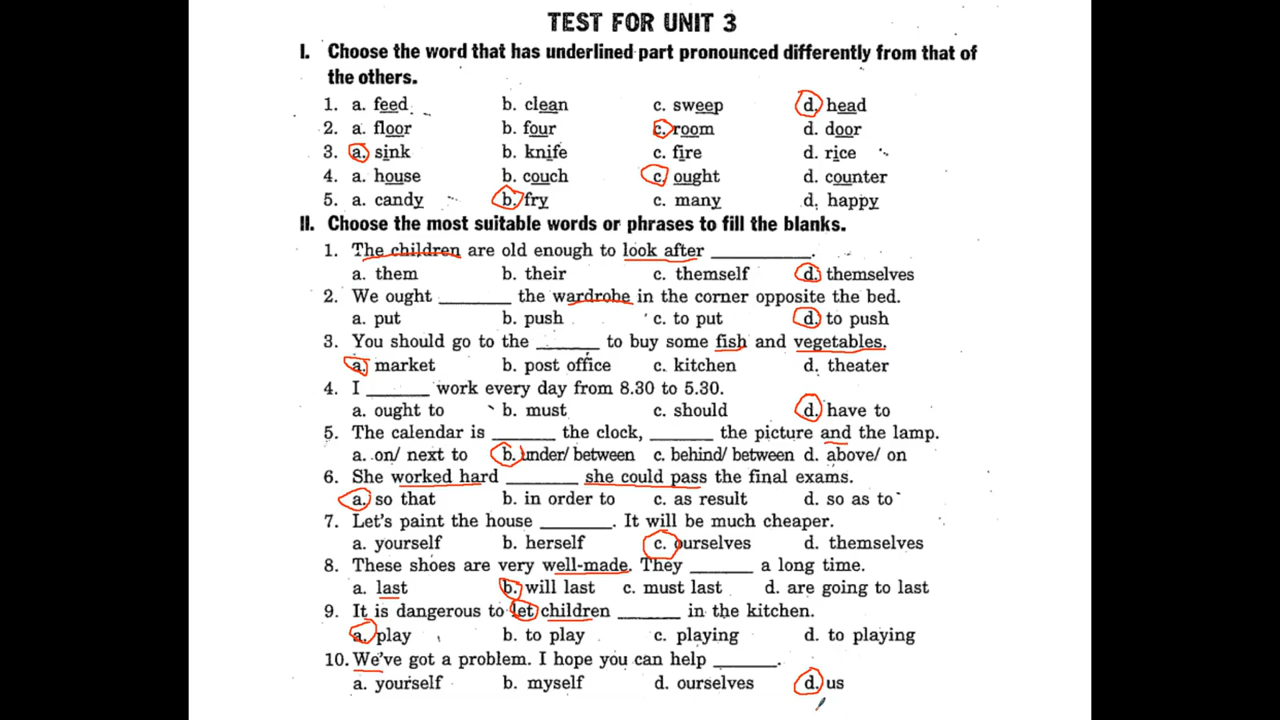 TEST FOR UNIT 3
I. Choose the word that has underlined part pronounced differently from that of
the others.
1. a. feed b. clean c. sweep d. head
2. a. floor b. four c. room d. door
3. a. sink b. knife c. fire d. rice
4. a. house b. couch c. ought d. counter
5. a. candy b. fry c. many d. happy
II. Choose the most suitable words or phrases to fill the blanks.
1. The children are old enough to look after __________.
a. them b. their c. themself d. themselves
2. We ought _______ the wardrobe in the corner opposite the bed.
a. put b. push c. to put d. to push
3. You should go to the ______ to buy some fish and vegetables.
a. market b. post office c. kitchen d. theater
4. I ______ work every day from 8.30 to 5.30.
a. ought to b. must c. should d. have to
5. The calendar is ______ the clock, ______ the picture and the lamp.
a. on/ next to b. under/ between c. behind/ between d. above/ on
6. She worked hard _______ she could pass the final exams.
a. so that b. in order to c. as result d. so as to
7. Let's paint the house _______. It will be much cheaper.
a. yourself b. herself c. ourselves d. themselves
8. These shoes are very well-made. They ______ a long time.
a. last b. will last c. must last d. are going to last
9. It is dangerous to let children ______ in the kitchen.
a. play b. to play c. playing d. to playing
10. We've got a problem. I hope you can help ______.
a. yourself b. myself d. ourselves d. us